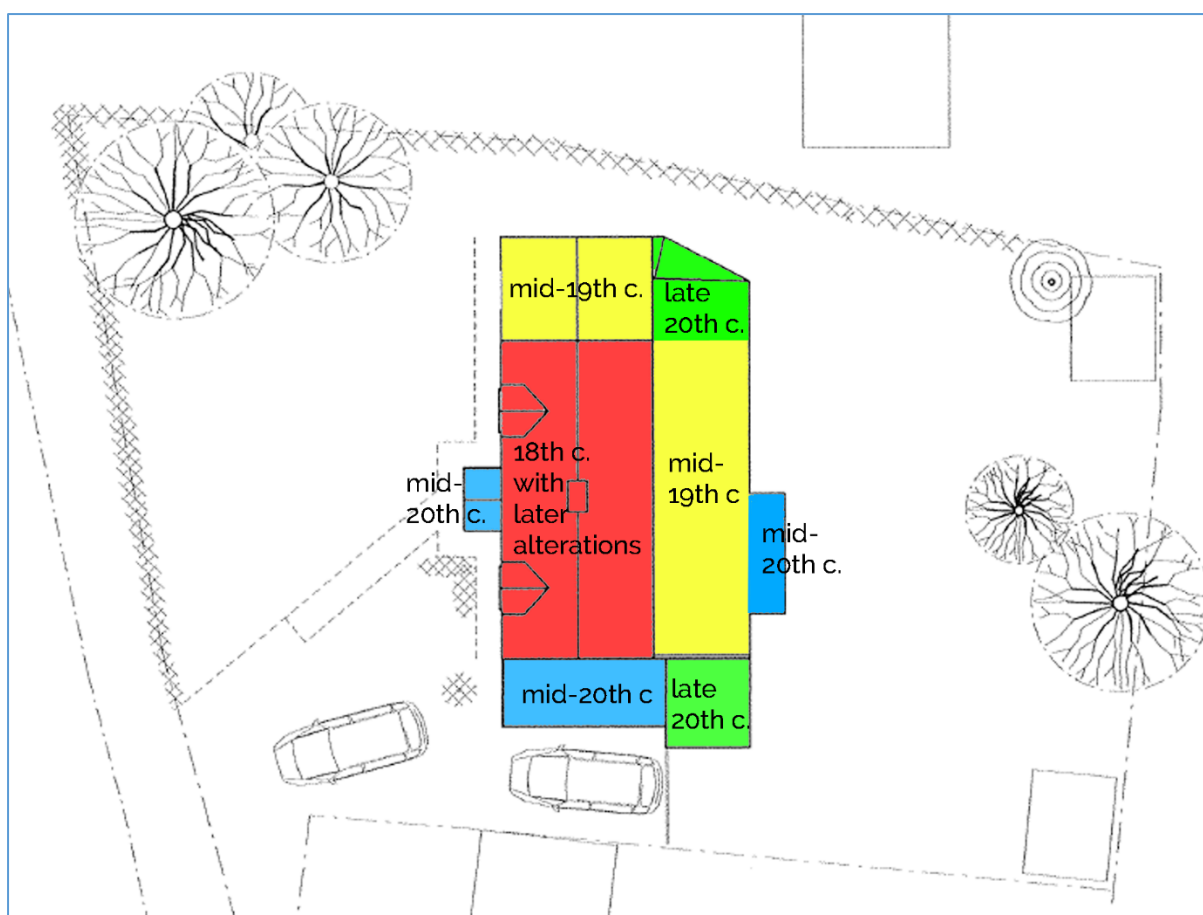 mid-19th c.
late
20th c.
18th c.
with
later
alterations
mid-
20th c.
mid-
19th c
mid-
20th c.
mid-20th c
late
20th c.